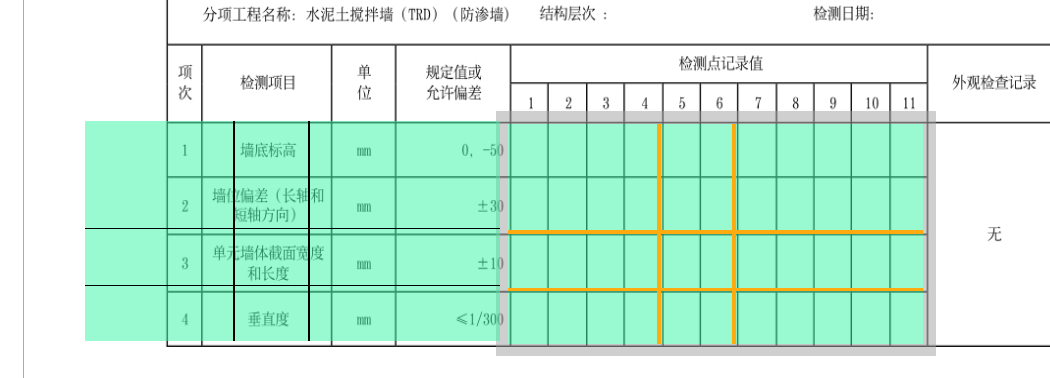 分项工程名称: 水泥土搅拌墙（TRD）（防渗墙） 结构层次 : 检测日期:
项次 检测项目 单位 规定值或允许偏差 检测点记录值 外观检查记录
1 2 3 4 5 6 7 8 9 10 11
1 墙底标高 mm 0, -50
2 墙位偏差（长轴和短轴方向） mm ±30
无
3 单元墙体截面宽度和长度 mm ±10
4 垂直度 mm ≤1/300